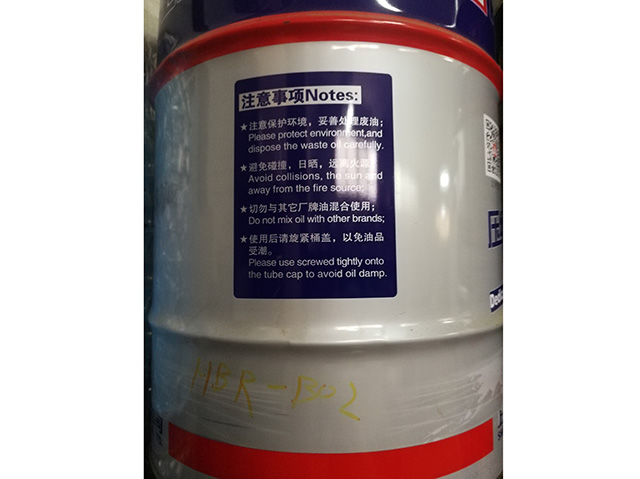 注意事项Notes:
★注意保护环境，妥善处理废油；
Please protect environment,and
dispose the waste oil carefully.
★避免碰撞，日晒，远离火源；
Avoid collisions, the sun and
away from the fire source;
★切勿与其它厂牌油混合使用；
Do not mix oil with other brands;
★使用后请旋紧桶盖，以免油品
受潮。
Please use screwed tightly onto
the tube cap to avoid oil damp.
HBR-B02